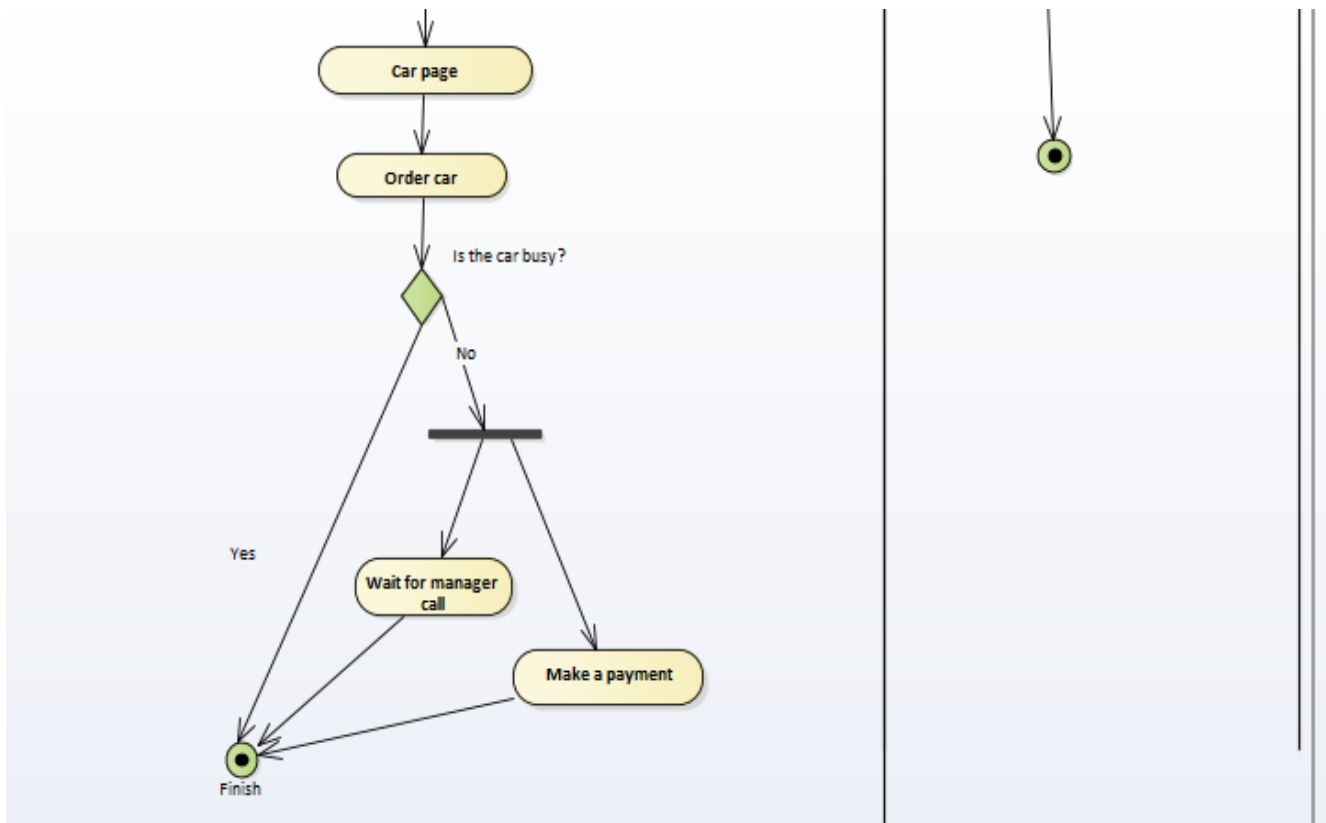 Car page
Order car
Is the car busy?
No
Yes
Wait for manager
call
Make a payment
Finish